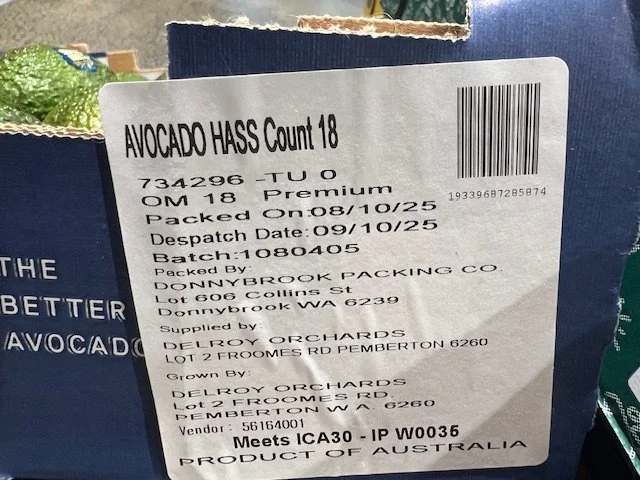 AVOCADO HASS Count 18
734296 -TU 0
OM 18 Premium
Packed On:08/10/25
Despatch Date:09/10/25
Batch:1080405
Packed By:
DONNYBROOK PACKING CO
Lot 606 Collins St
Donnybrook WA 6239
Supplied by:
DELROY ORCHARDS
LOT 2 FROOMES RD PEMBERTON 6260
Grown By:
DELROY ORCHARDS
Lot 2 FROOMES RD.
PEMBERTON W.A. 6260
Vendor: 56164001
Meets ICA30 - IP W0035
PRODUCT OF AUSTRALIA
19339687285874
THE
BETTER
AVOCADO